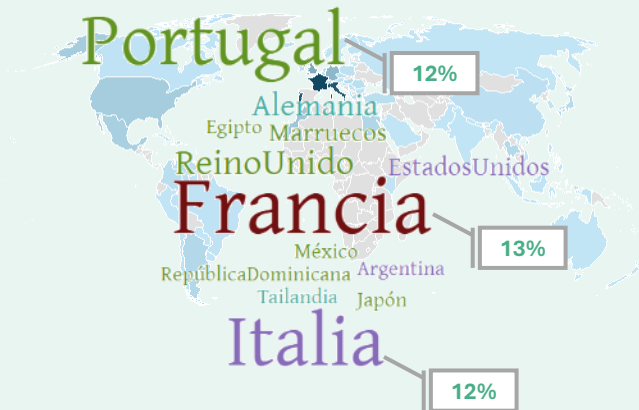 Portugal
12%
Alemania
Egipto Marruecos
ReinoUnido
EstadosUnidos
Francia
13%
México
RepúblicaDominicana Argentina
Tailandia Japón
Italia
12%